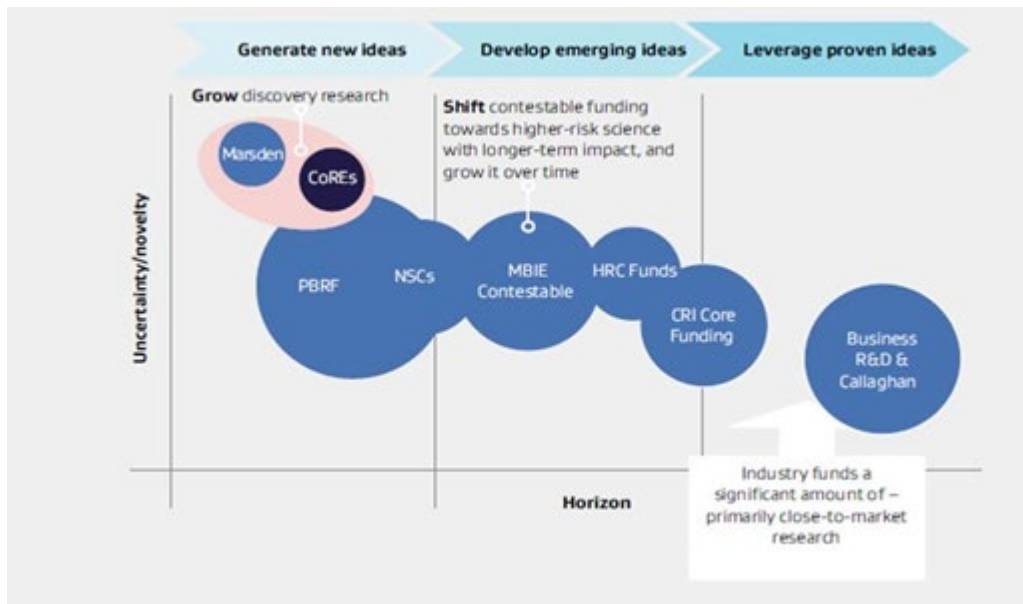 Generate new ideas
Develop emerging ideas
Leverage proven ideas
Grow discovery research
Shift contestable funding
towards higher-risk science
with longer-term impact, and
grow it over time
Marsden
CoREs
Uncertainty/novelty
PBRF
NSCs
MBIE
Contestable
HRC Funds
CRI Core
Funding
Business
R&D &
Callaghan
Industry funds a
significant amount of –
primarily close-to-market
research
Horizon